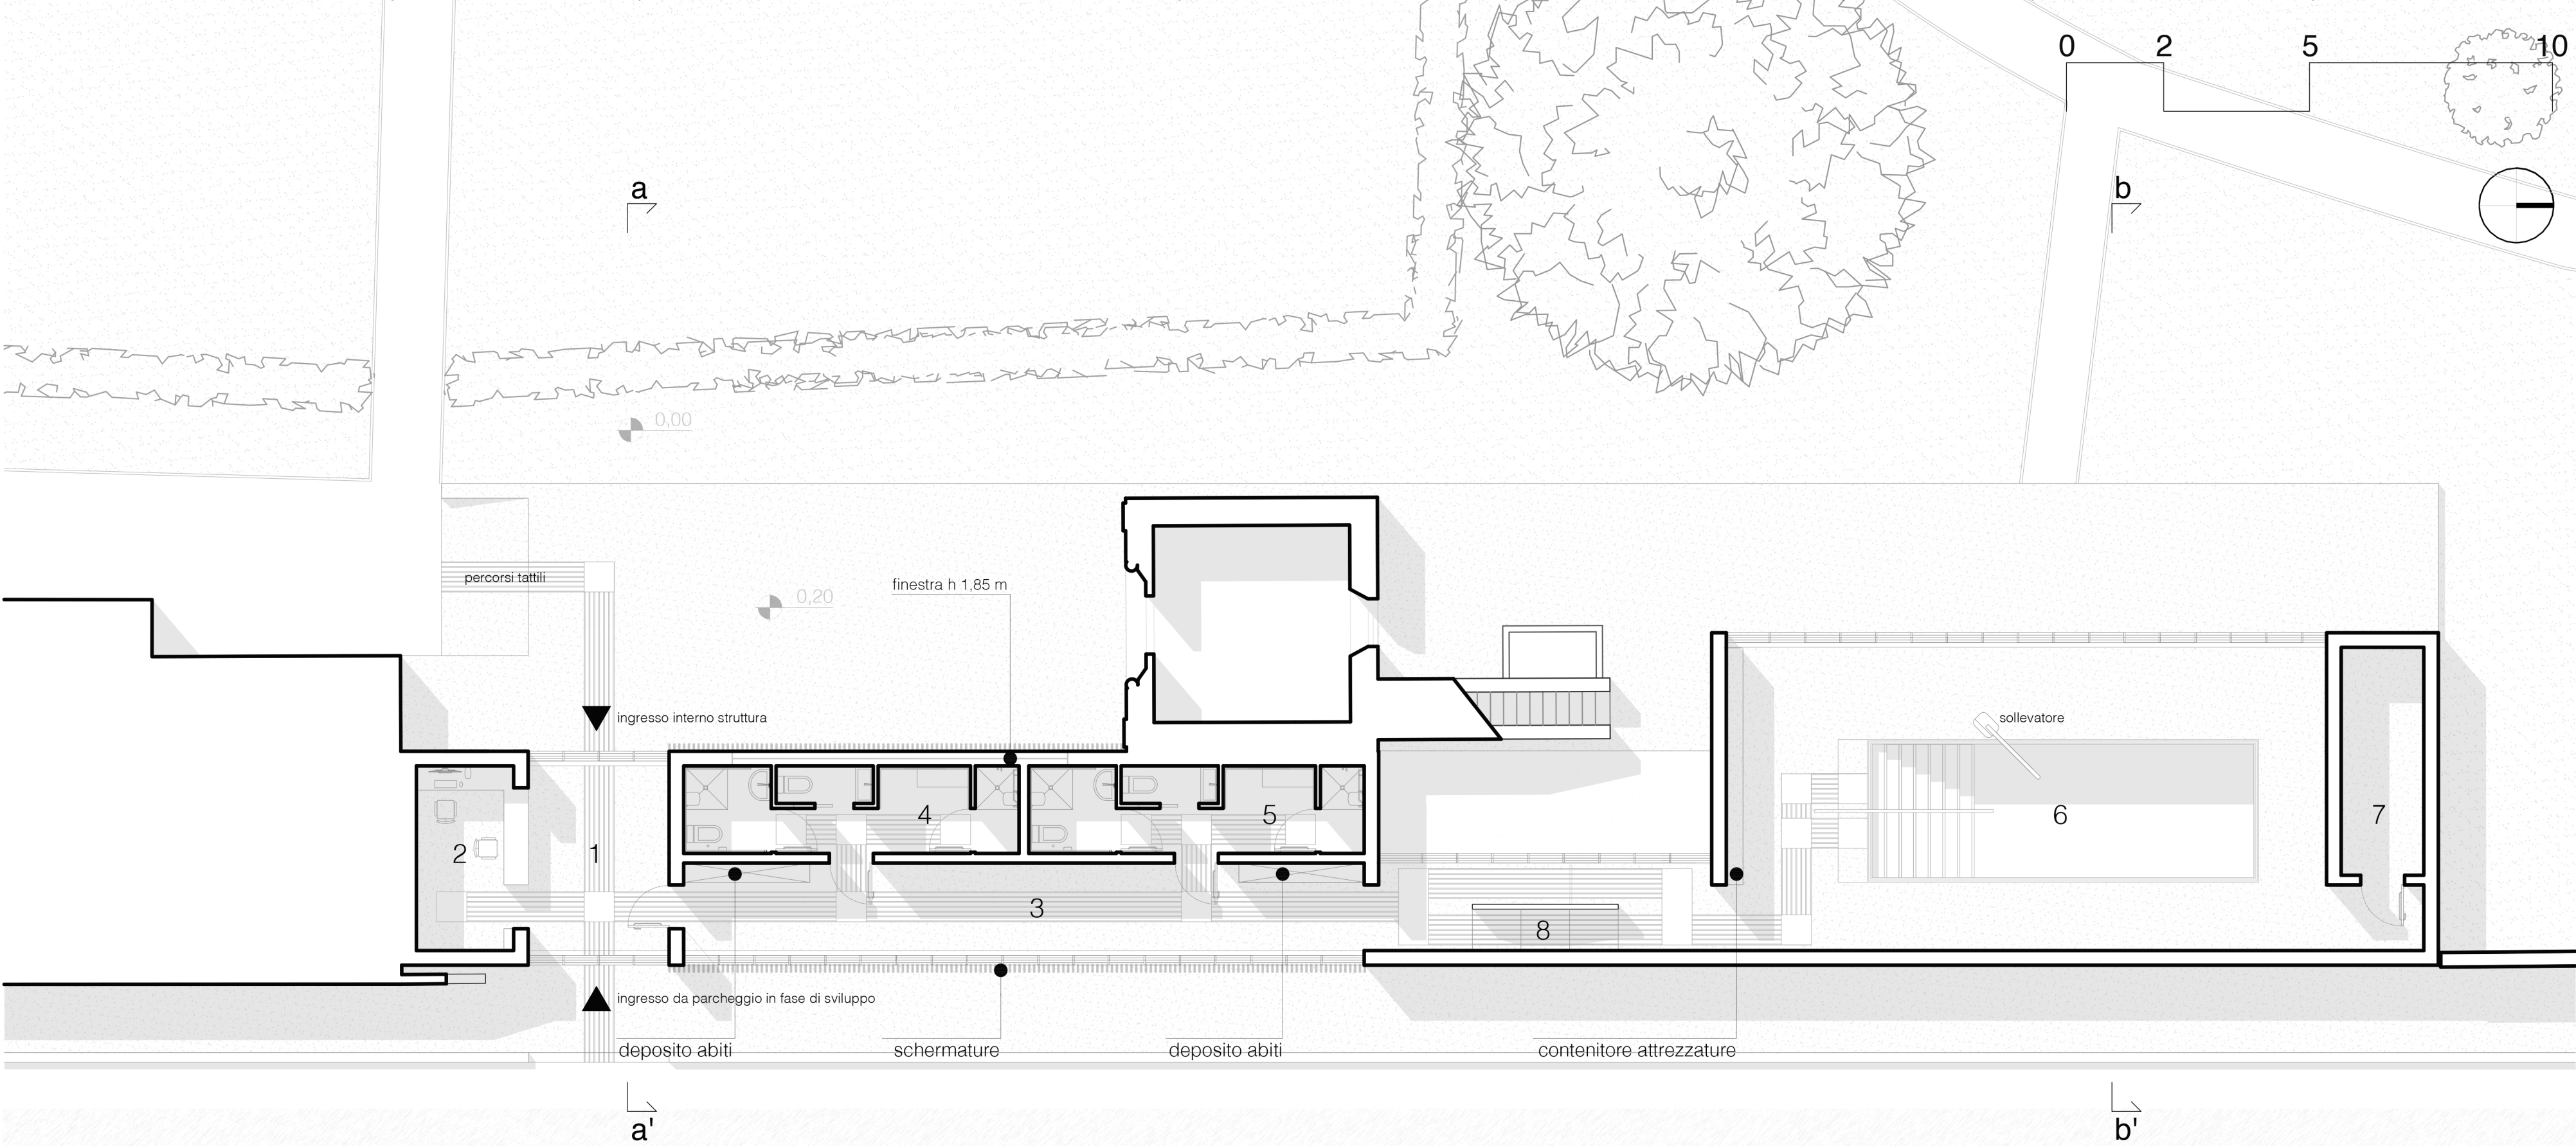 0 2 5 10
a b
0,00
percorsi tattili
finestra h 1,85 m
0,20
ingresso interno struttura
sollevatore
4 5 6 7
2 1
3
8
ingresso da parcheggio in fase di sviluppo
deposito abiti schermature deposito abiti contenitore attrezzature
a' b'